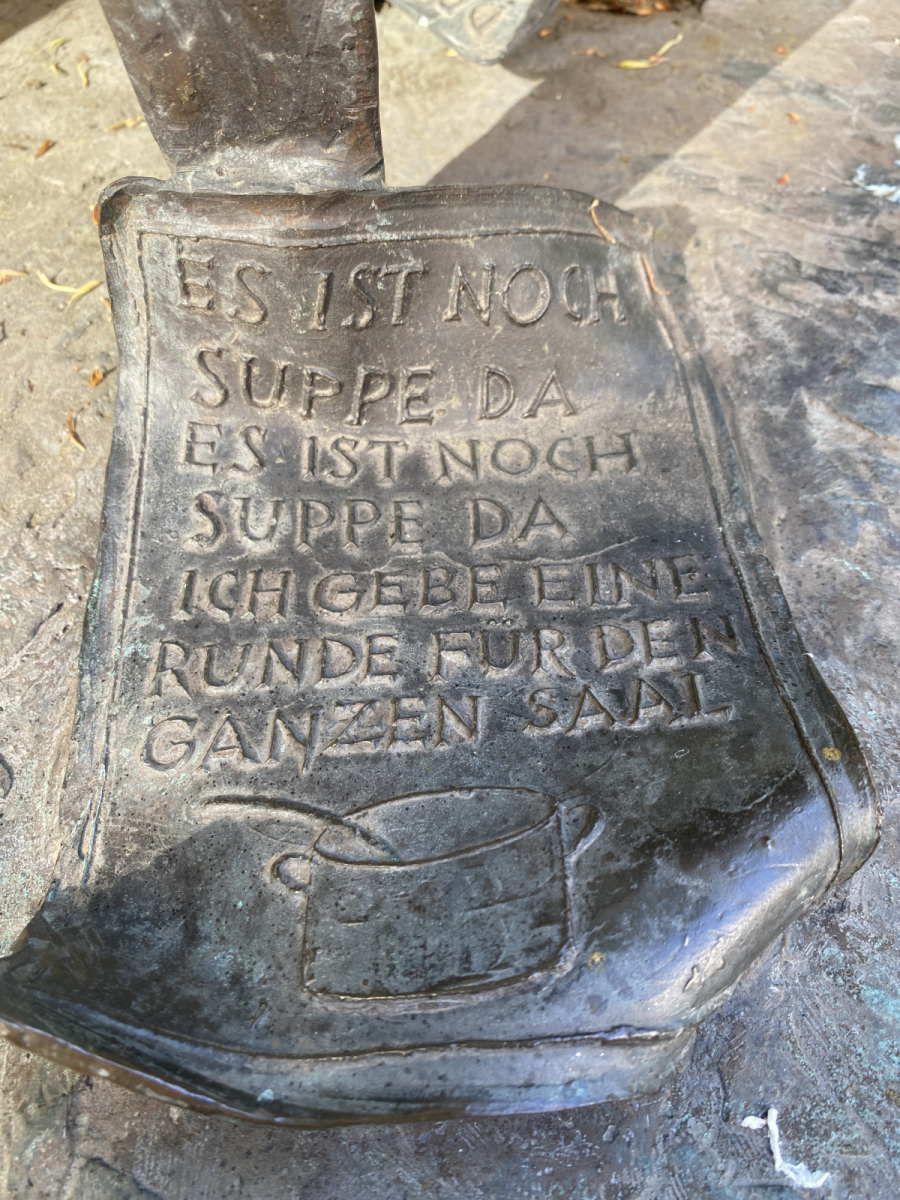 ES IST NOCH
SUPPE DA
ES IST NOCH
SUPPE DA
ICH GEBE EINE
RUNDE FÜR DEN
GANZEN SAAL